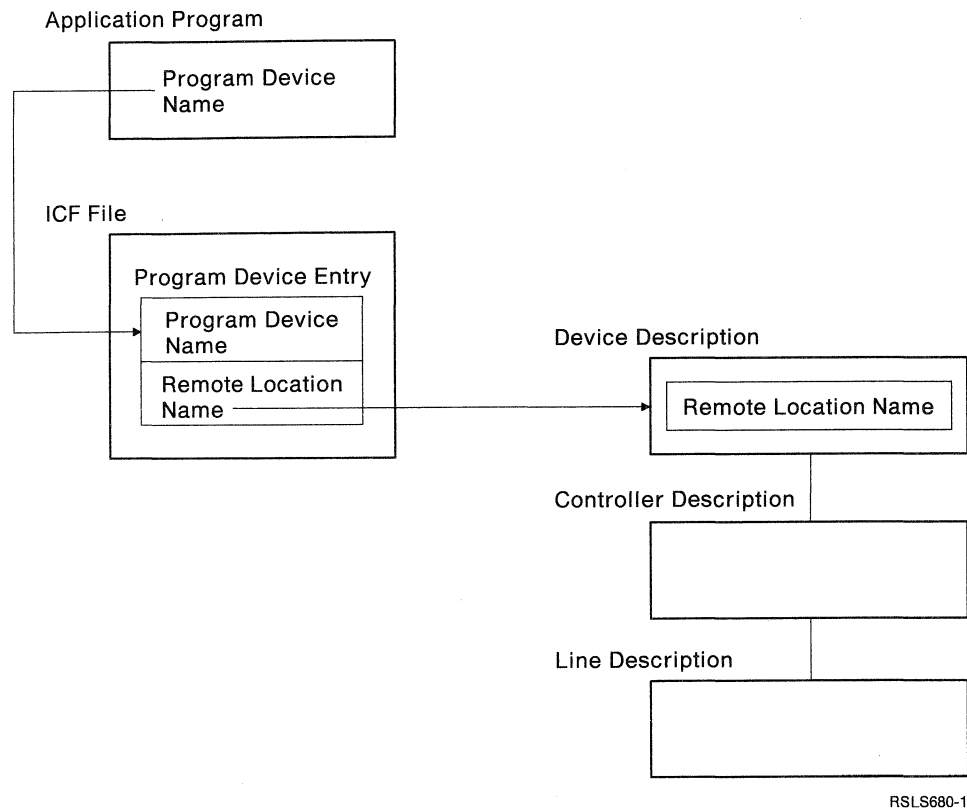 Application Program
Program Device
Name
ICF File
Program Device Entry
Program Device
Name
Remote Location
Name
Device Description
Remote Location Name
Controller Description
Line Description
RSLS680-1